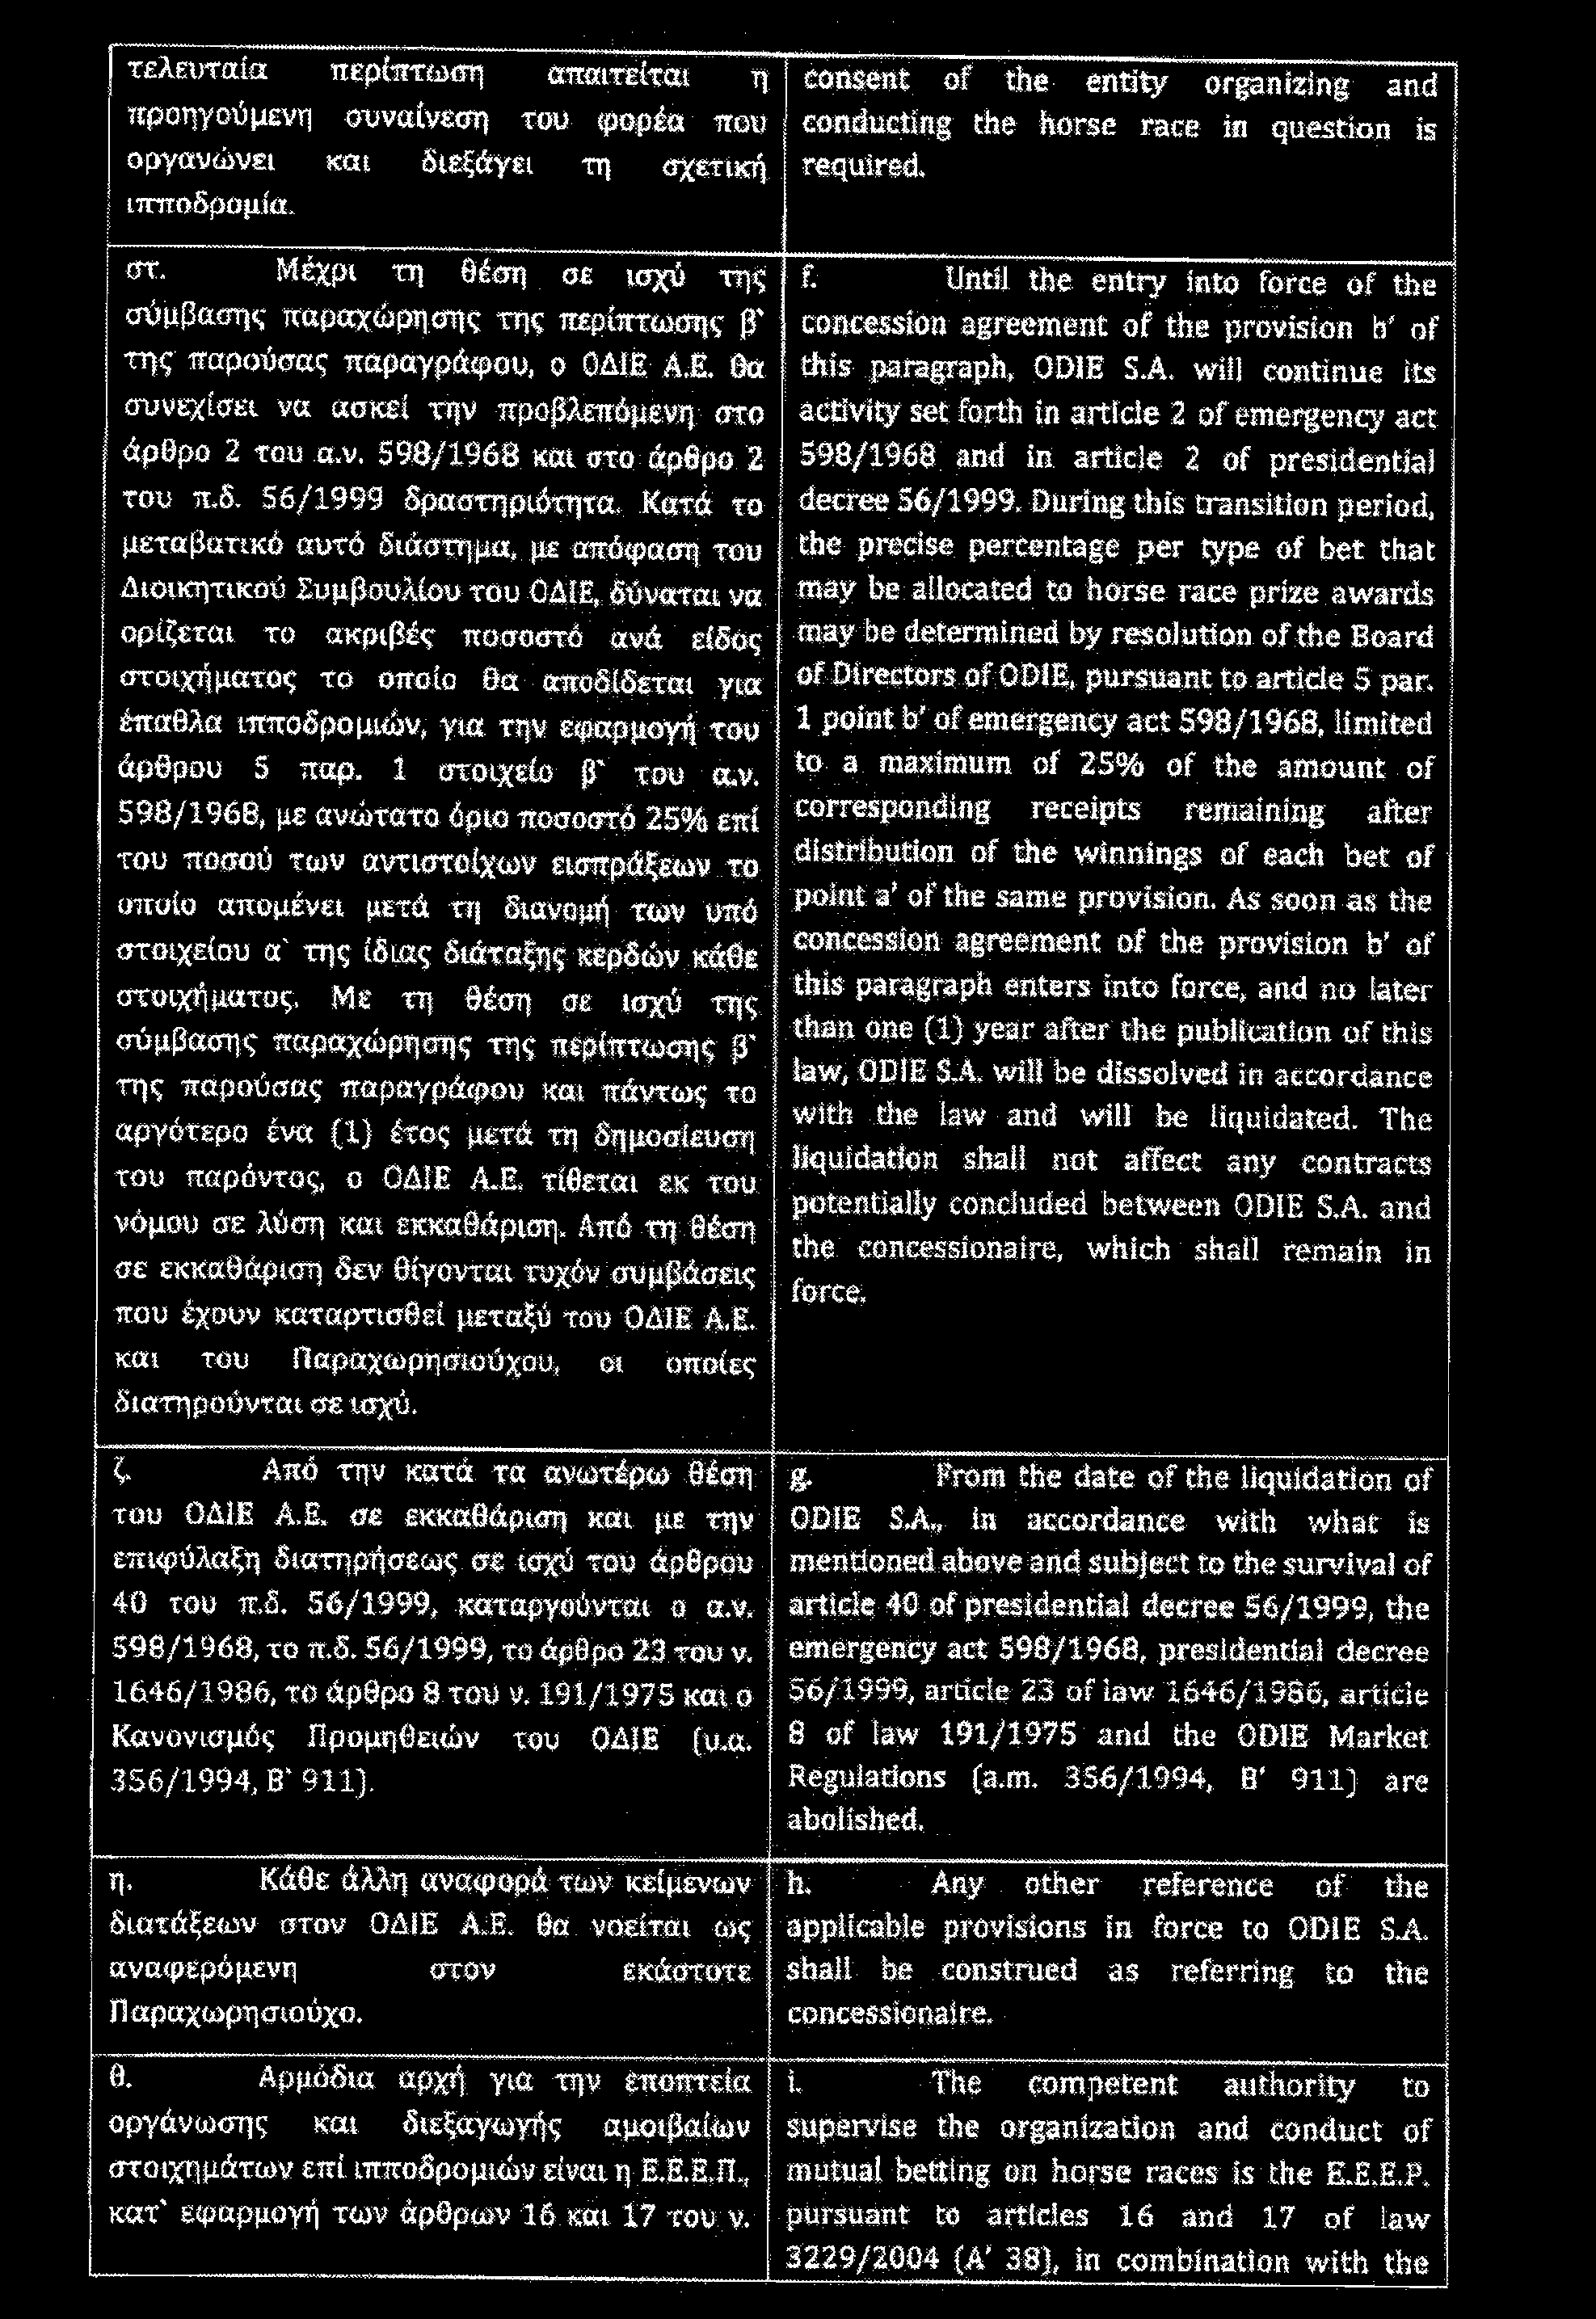 τελευταία περίπτωση απαιτείται η
προηγούμενη συναίνεση του φορέα που
οργανώνει και διεξάγει τη σχετική
ιπποδρομία.
consent of the entity organizing and
conducting the horse race in question is
required.
στ. Μέχρι τη θέση σε ισχύ της
σύμβασης παραχώρησης της περίπτωσης β`
της παρούσας παραγράφου, ο ΟΔΙΕ Α.Ε. θα
συνεχίσει να ασκεί την προβλεπόμενη στο
άρθρο 2 του α.ν. 598/1968 και στο άρθρο 2
του π.δ. 56/1999 δραστηριότητα. Κατά το
μεταβατικό αυτό διάστημα, με απόφαση του
Διοικητικού Συμβουλίου του ΟΔΙΕ, δύναται να
ορίζεται το ακριβές ποσοστό ανά είδος
στοιχήματος το οποίο θα αποδίδεται για
έπαθλα ιπποδρομιών, για την εφαρμογή του
άρθρου 5 παρ. 1 στοιχείο β` του α.ν.
598/1968, με ανώτατο όριο ποσοστό 25% επί
του ποσού των αντιστοίχων εισπράξεων το
οποίο απομένει μετά τη διανομή των υπό
στοιχείου α` της ίδιας διάταξης κερδών κάθε
στοιχήματος. Με τη θέση σε ισχύ της
σύμβασης παραχώρησης της περίπτωσης β`
της παρούσας παραγράφου και πάντως το
αργότερο ένα (1) έτος μετά τη δημοσίευση
του παρόντος, ο ΟΔΙΕ Α.Ε. τίθεται εκ του
νόμου σε λύση και εκκαθάριση. Από τη θέση
σε εκκαθάριση δεν θίγονται τυχόν συμβάσεις
που έχουν καταρτισθεί μεταξύ του ΟΔΙΕ Α.Ε.
και του Παραχωρησιούχου, οι οποίες
διατηρούνται σε ισχύ.
f. Until the entry into force of the
concession agreement of the provision b' of
this paragraph, ODIE S.A. will continue its
activity set forth in article 2 of emergency act
598/1968 and in article 2 of presidential
decree 56/1999. During this transition period,
the precise percentage per type of bet that
may be allocated to horse race prize awards
may be determined by resolution of the Board
of Directors of ODIE, pursuant to article 5 par.
1 point b' of emergency act 598/1968, limited
to a maximum of 25% of the amount of
corresponding receipts remaining after
distribution of the winnings of each bet of
point a' of the same provision. As soon as the
concession agreement of the provision b' of
this paragraph enters into force, and no later
than one (1) year after the publication of this
law, ODIE S.A. will be dissolved in accordance
with the law and will be liquidated. The
liquidation shall not affect any contracts
potentially concluded between ODIE S.A. and
the concessionaire, which shall remain in
force.
ζ. Από την κατά τα ανωτέρω θέση
του ΟΔΙΕ Α.Ε. σε εκκαθάριση και με την
επιφύλαξη διατηρήσεως σε ισχύ του άρθρου
40 του π.δ. 56/1999, καταργούνται ο α.ν.
598/1968, το π.δ. 56/1999, το άρθρο 23 του ν.
1646/1986, το άρθρο 8 του ν. 191/1975 και ο
Κανονισμός Προμηθειών του ΟΔΙΕ (υ.α.
356/1994, Β` 911).
g. From the date of the liquidation of
ODIE S.A., in accordance with what is
mentioned above and subject to the survival of
article 40 of presidential decree 56/1999, the
emergency act 598/1968, presidential decree
56/1999, article 23 of law 1646/1986, article
8 of law 191/1975 and the ODIE Market
Regulations (a.m. 356/1994, B' 911) are
abolished.
η. Κάθε άλλη αναφορά των κείμενων
διατάξεων στον ΟΔΙΕ Α.Ε. θα νοείται ως
αναφερόμενη στον εκάστοτε
Παραχωρησιούχο.
h. Any other reference of the
applicable provisions in force to ODIE S.A.
shall be construed as referring to the
concessionaire.
θ. Αρμόδια αρχή για την εποπτεία
οργάνωσης και διεξαγωγής αμοιβαίων
στοιχημάτων επί ιπποδρομιών είναι η Ε.Ε.Ε.Π.,
κατ` εφαρμογή των άρθρων 16 και 17 του ν.
i. The competent authority to
supervise the organization and conduct of
mutual betting on horse races is the E.E.E.P.
pursuant to articles 16 and 17 of law
3229/2004 (A' 38), in combination with the